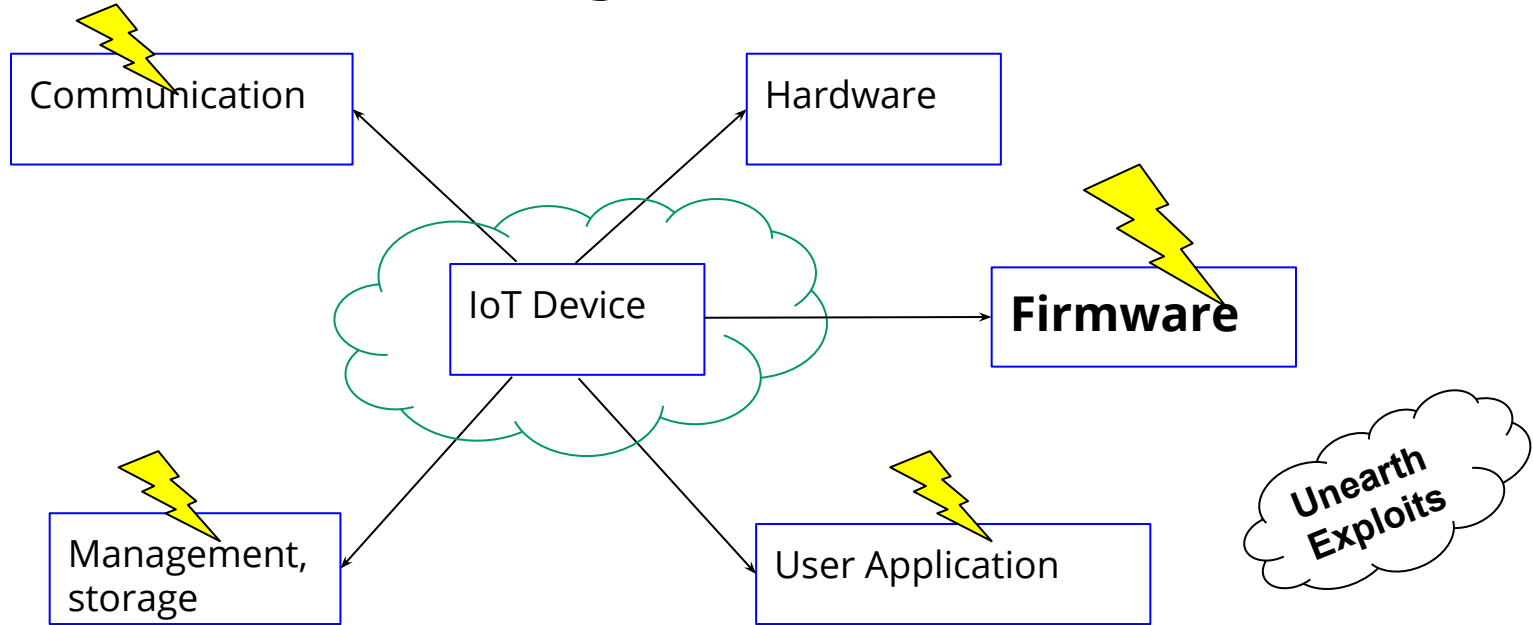 Communication
Hardware
IoT Device
Firmware
Unearth
Exploits
Management,
storage
User Application